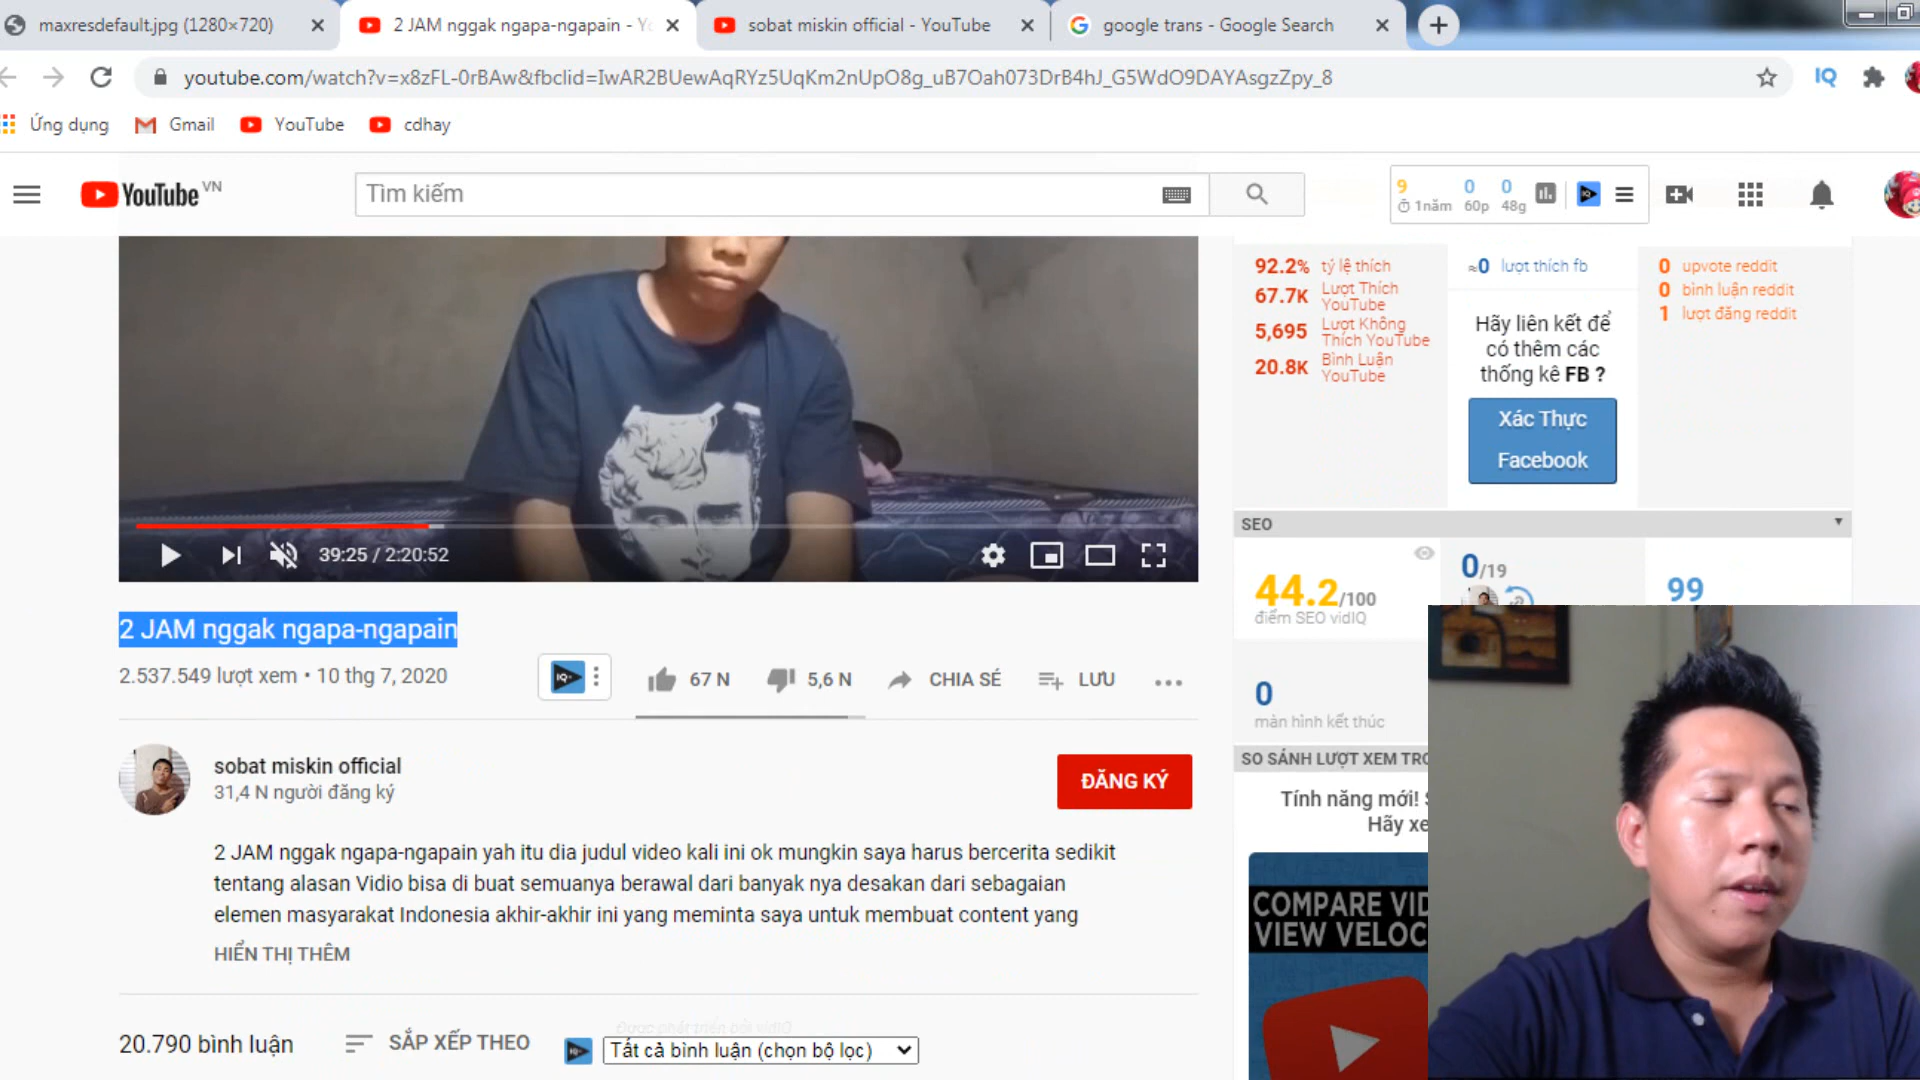 maxresdefault.jpg (1280×720)
2 JAM nggak ngapa-ngapain - Yo
sobat miskin official - YouTube
google trans - Google Search
youtube.com/watch?v=x8zFL-0rBAw&fbclid=IwAR2BUewAqRYz5UqKm2nUpO8g_uB7Oah073DrB4hJ_G5WdO9DAYAsgzZpy_8
IQ
Ứng dụng
Gmail
YouTube
cdhay
YouTube VN
Tìm kiếm
9 0 0
1năm 60p 48g
92.2% tỷ lệ thích
67.7K Lượt Thích YouTube
5,695 Lượt Không Thích YouTube
20.8K Bình Luận YouTube
≈0 lượt thích fb
Hãy liên kết để
có thêm các
thống kê FB ?
Xác Thực
Facebook
0 upvote reddit
0 bình luận reddit
1 lượt đăng reddit
39:25 / 2:20:52
SEO
44.2/100
điểm SEO vidIQ
0/19
99
0
màn hình kết thúc
2 JAM nggak ngapa-ngapain
2.537.549 lượt xem • 10 thg 7, 2020
IQ
67 N
5,6 N
CHIA SẺ
LƯU
SO SÁNH LƯỢT XEM TRO
Tính năng mới! S
Hãy xe
COMPARE VID
VIEW VELOC
sobat miskin official
31,4 N người đăng ký
ĐĂNG KÝ
2 JAM nggak ngapa-ngapain yah itu dia judul video kali ini ok mungkin saya harus bercerita sedikit
tentang alasan Vidio bisa di buat semuanya berawal dari banyak nya desakan dari sebagaian
elemen masyarakat Indonesia akhir-akhir ini yang meminta saya untuk membuat content yang
HIỂN THỊ THÊM
20.790 bình luận
SẮP XẾP THEO
Được phát triển bởi vidIQ
Tất cả bình luận (chọn bộ lọc)